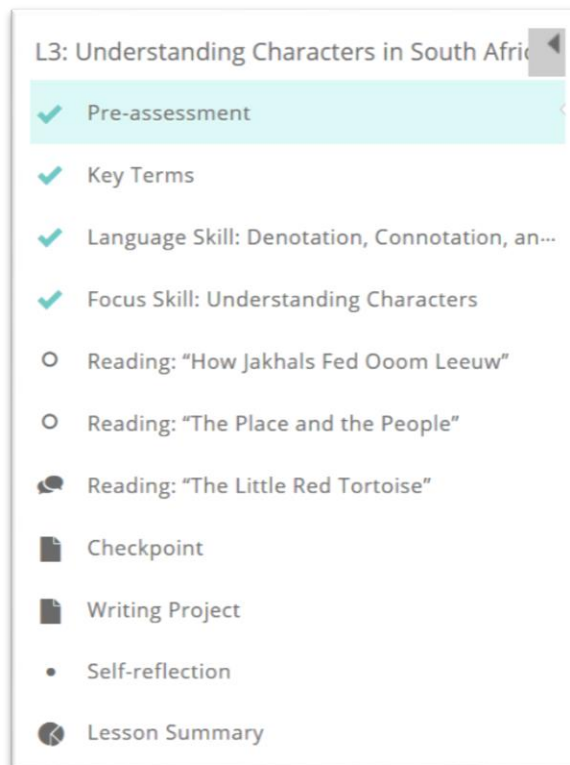 L3: Understanding Characters in South Afri
Pre-assessment
Key Terms
Language Skill: Denotation, Connotation, an...
Focus Skill: Understanding Characters
Reading: “How Jakhals Fed Ooom Leeuw”
Reading: “The Place and the People”
Reading: “The Little Red Tortoise”
Checkpoint
Writing Project
Self-reflection
Lesson Summary